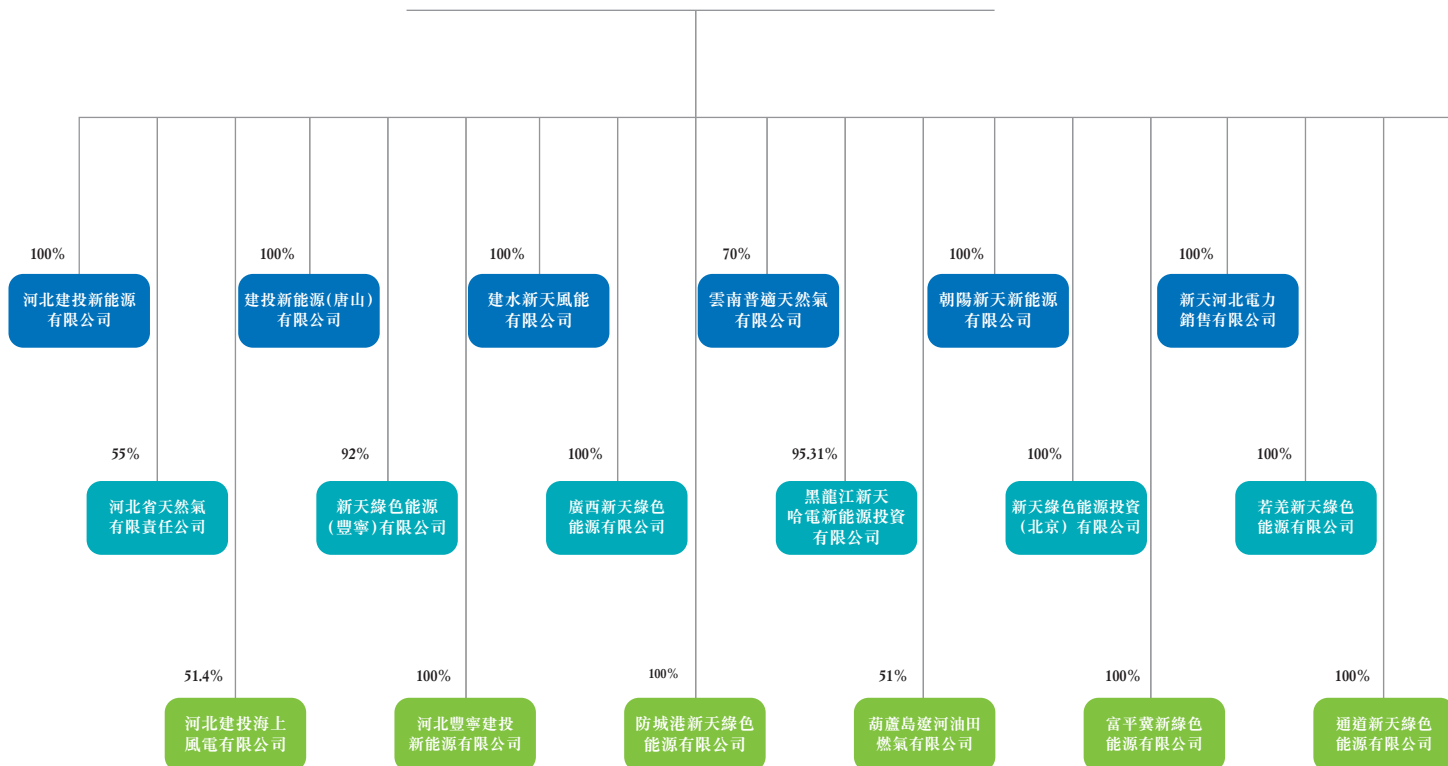 100%
河北建投新能源
有限公司
100%
建投新能源(唐山)
有限公司
100%
建水新天風能
有限公司
70%
雲南普適天然氣
有限公司
100%
朝陽新天新能源
有限公司
100%
新天河北電力
銷售有限公司
55%
河北省天然氣
有限責任公司
92%
新天綠色能源
(豐寧)有限公司
100%
廣西新天綠色
能源有限公司
95.31%
黑龍江新天
哈電新能源投資
有限公司
100%
新天綠色能源投資
(北京）有限公司
100%
若羌新天綠色
能源有限公司
51.4%
河北建投海上
風電有限公司
100%
河北豐寧建投
新能源有限公司
100%
防城港新天綠色
能源有限公司
51%
葫蘆島遼河油田
燃氣有限公司
100%
富平冀新綠色
能源有限公司
100%
通道新天綠色
能源有限公司